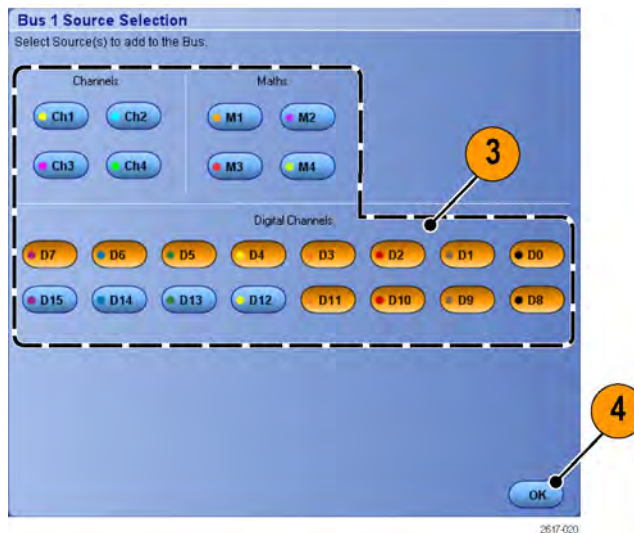 Bus 1 Source Selection
Select Source(s) to add to the Bus.
Channels Maths
Ch1 Ch2 M1 M2
3
Ch3 Ch4 M3 M4
Digital Channels
D7 D6 D5 D4 D3 D2 D1 D0
D15 D14 D13 D12 D11 D10 D9 D8
4
OK
2617-020